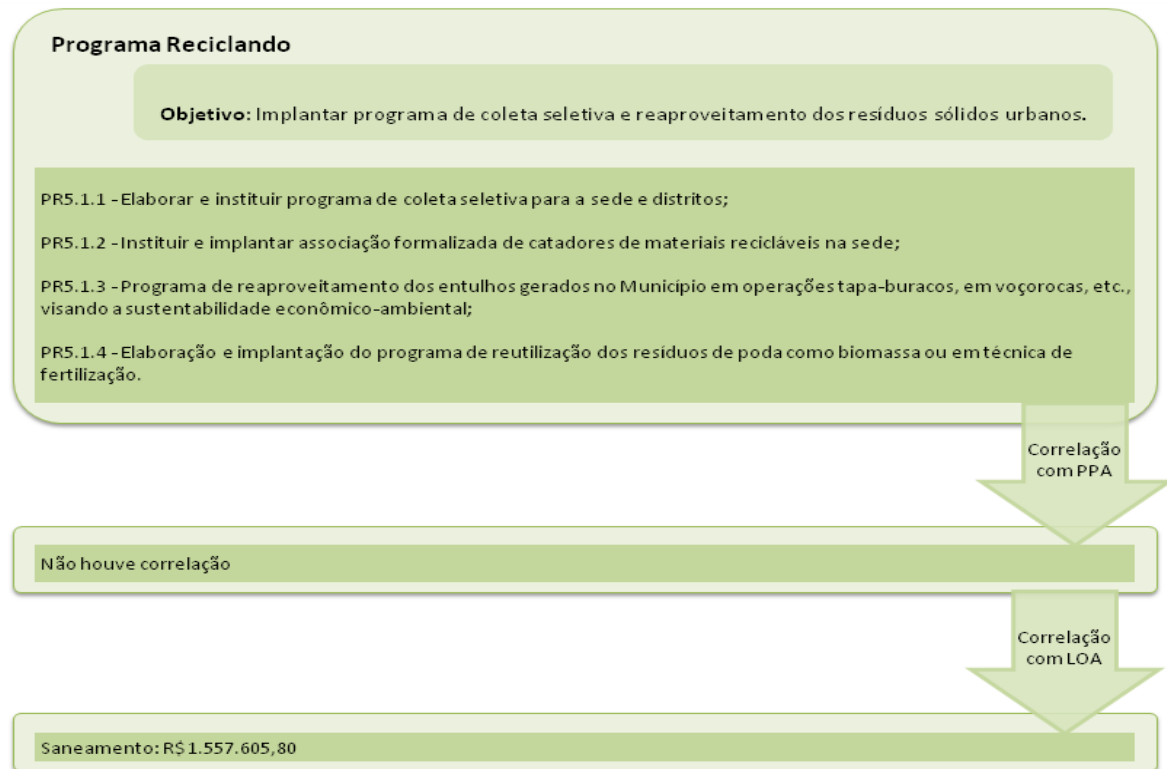 Programa Reciclando
Objetivo: Implantar programa de coleta seletiva e reaproveitamento dos resíduos sólidos urbanos.
PR5.1.1 - Elaborar e instituir programa de coleta seletiva para a sede e distritos;
PR5.1.2 - Instituir e implantar associação formalizada de catadores de materiais recicláveis na sede;
PR5.1.3 - Programa de reaproveitamento dos entulhos gerados no Município em operações tapa-buracos, em voçorocas, etc.,
visando a sustentabilidade econômico-ambiental;
PR5.1.4 - Elaboração e implantação do programa de reutilização dos resíduos de poda como biomassa ou em técnica de
fertilização.
Correlação
com PPA
Não houve correlação
Correlação
com LOA
Saneamento: R$ 1.557.605,80